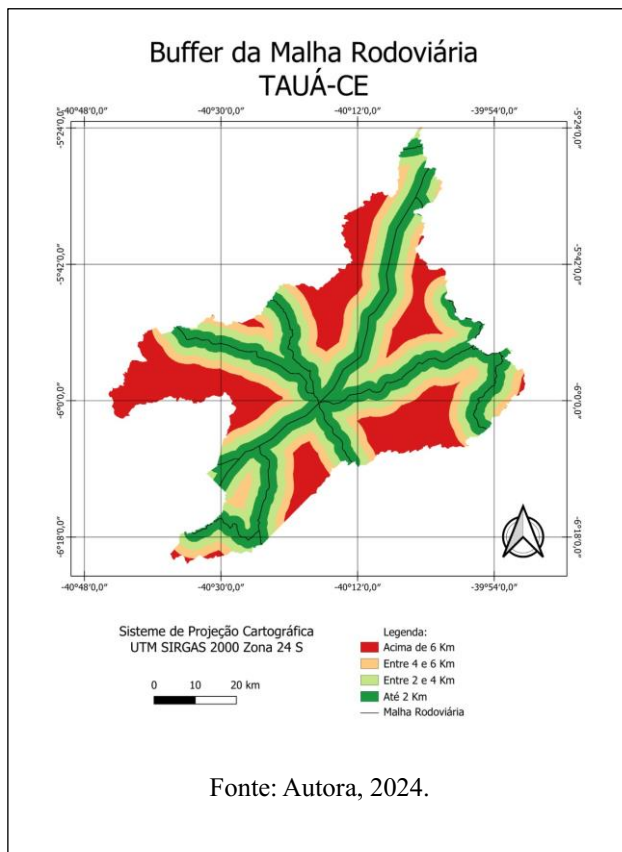 Buffer da Malha Rodoviária
TAUÁ-CE
-40°48'0,0" -40°30'0,0" -40°12'0,0" -39°54'0,0"
-5°24'0,0" -5°24'0,0"
-5°42'0,0" -5°42'0,0"
-6°0'0,0" -6°0'0,0"
-6°18'0,0" -6°18'0,0"
-40°48'0,0" -40°30'0,0" -40°12'0,0" -39°54'0,0"
Sisteme de Projeção Cartográfica
UTM SIRGAS 2000 Zona 24 S
0 10 20 km
Legenda:
Acima de 6 Km
Entre 4 e 6 Km
Entre 2 e 4 Km
Até 2 Km
Malha Rodoviária
Fonte: Autora, 2024.